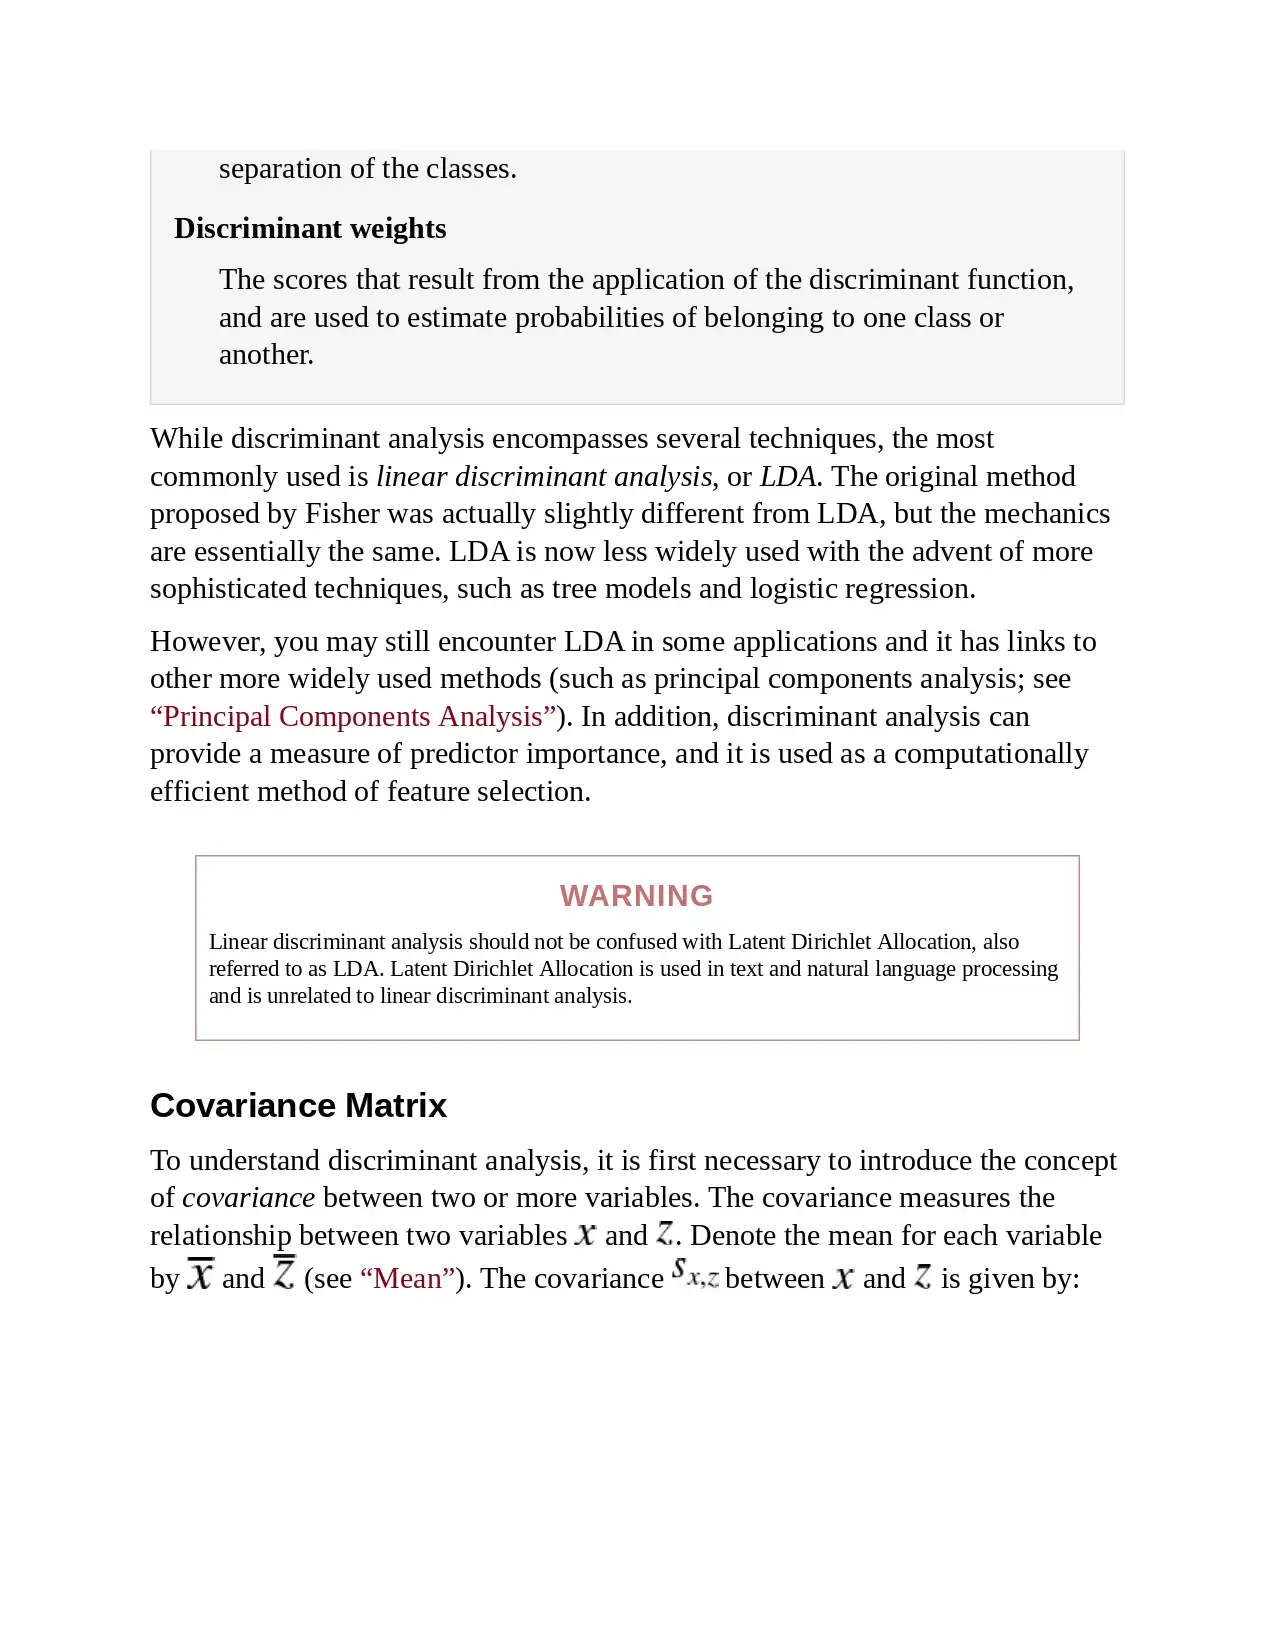 separation of the classes.
Discriminant weights
The scores that result from the application of the discriminant function,
and are used to estimate probabilities of belonging to one class or
another.
While discriminant analysis encompasses several techniques, the most
commonly used is linear discriminant analysis, or LDA. The original method
proposed by Fisher was actually slightly different from LDA, but the mechanics
are essentially the same. LDA is now less widely used with the advent of more
sophisticated techniques, such as tree models and logistic regression.
However, you may still encounter LDA in some applications and it has links to
other more widely used methods (such as principal components analysis; see
“Principal Components Analysis”). In addition, discriminant analysis can
provide a measure of predictor importance, and it is used as a computationally
efficient method of feature selection.
WARNING
Linear discriminant analysis should not be confused with Latent Dirichlet Allocation, also
referred to as LDA. Latent Dirichlet Allocation is used in text and natural language processing
and is unrelated to linear discriminant analysis.
Covariance Matrix
To understand discriminant analysis, it is first necessary to introduce the concept
of covariance between two or more variables. The covariance measures the
relationship between two variables x and z. Denote the mean for each variable
by x̄ and z̄ (see “Mean”). The covariance s_{x,z} between x and z is given by: